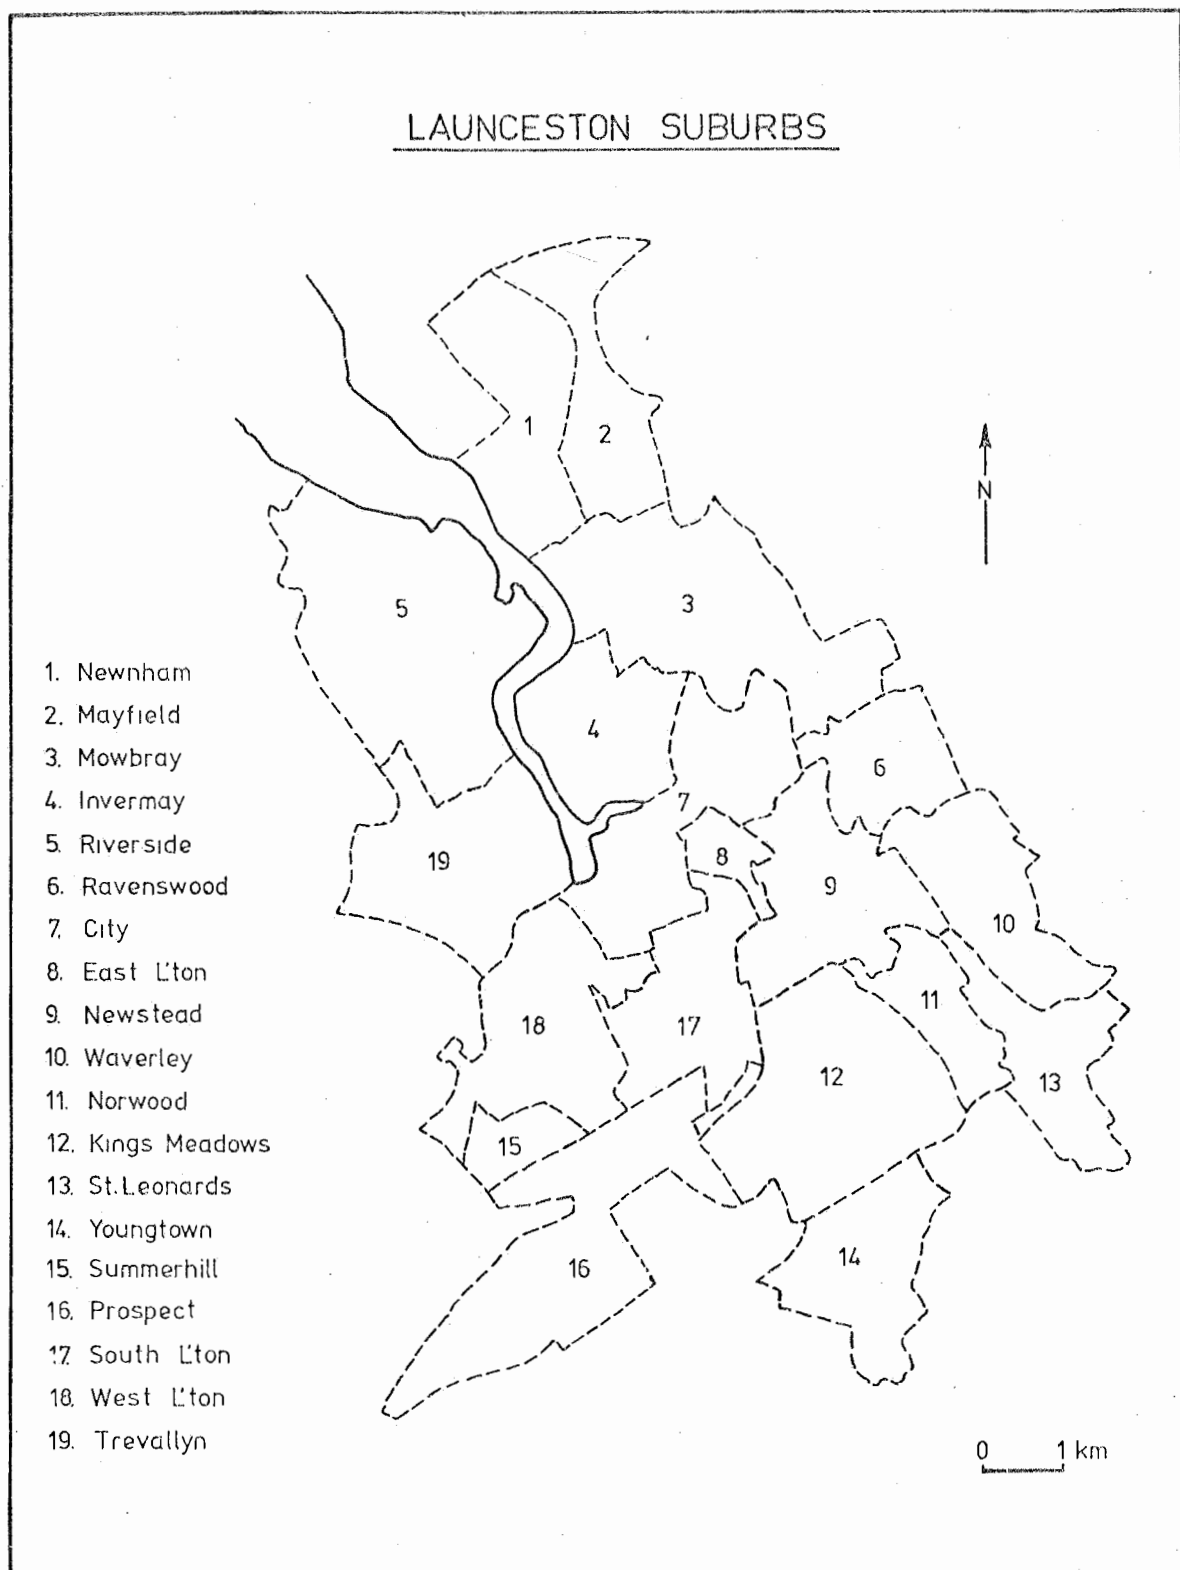 LAUNCESTON SUBURBS
1
2
N
3
5
4
6
7
8
19
9
10
11
18
17
12
13
15
14
16
1. Newnham
2. Mayfield
3. Mowbray
4. Invermay
5. Riverside
6. Ravenswood
7. City
8. East L'ton
9. Newstead
10. Waverley
11. Norwood
12. Kings Meadows
13. St.Leonards
14. Youngtown
15. Summerhill
16. Prospect
17. South L'ton
18. West L'ton
19. Trevallyn
0 1 km